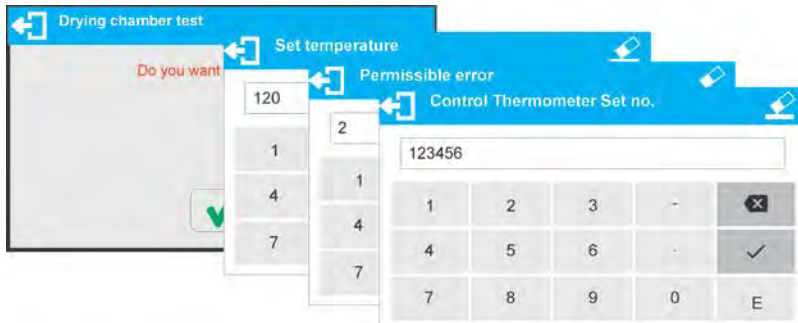 Drying chamber test
Do you want
Set temperature
120
1
4
7
Permissible error
2
1
4
7
Control Thermometer Set no.
123456
1 2 3 -
4 5 6 .
7 8 9 0 E